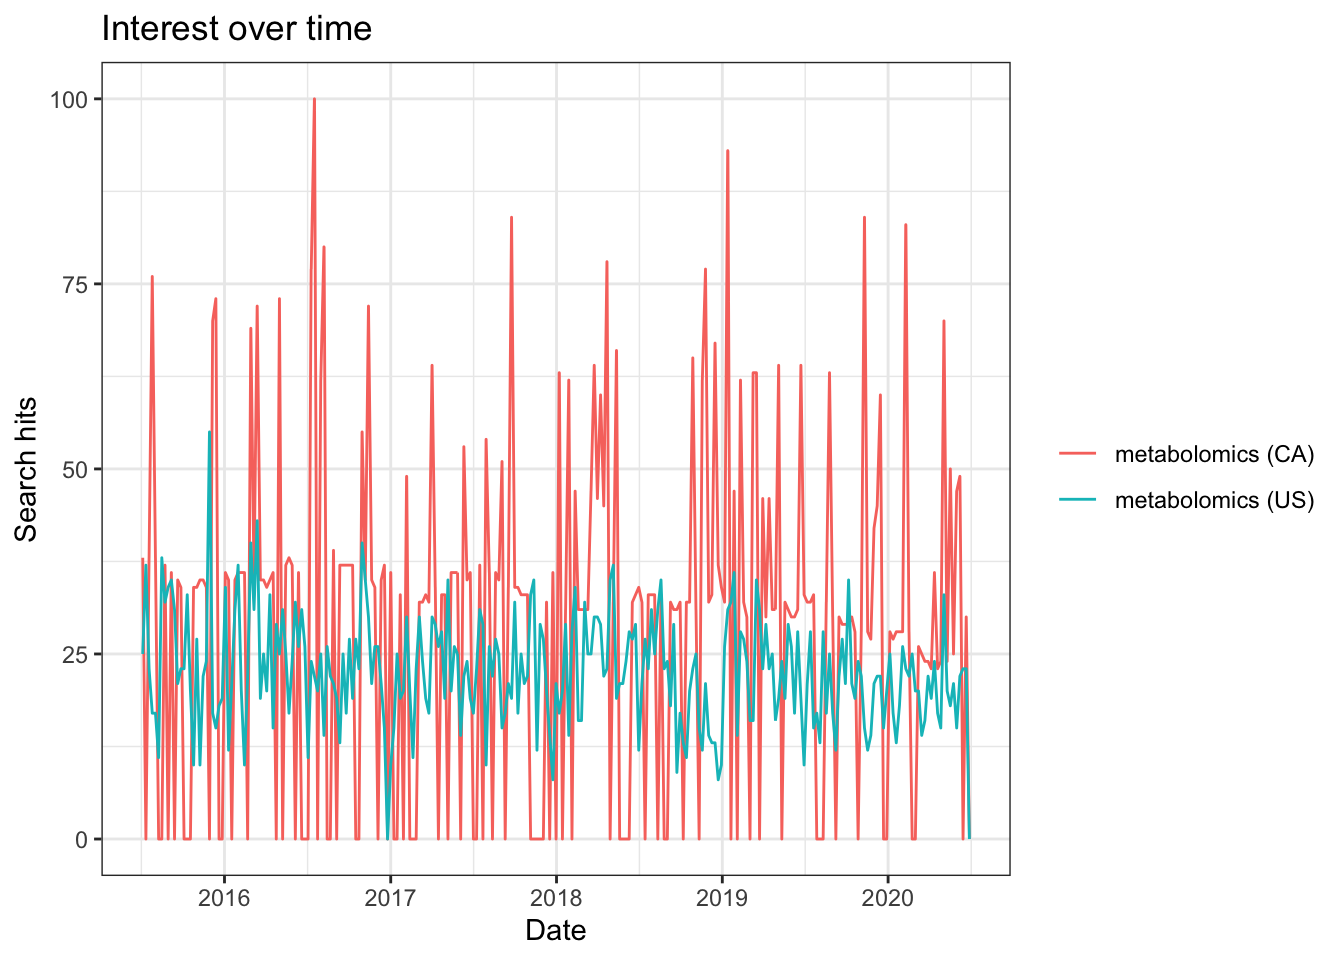 Interest over time
100
75
50
25
0
Search hits
2016 2017 2018 2019 2020
Date
metabolomics (CA)
metabolomics (US)